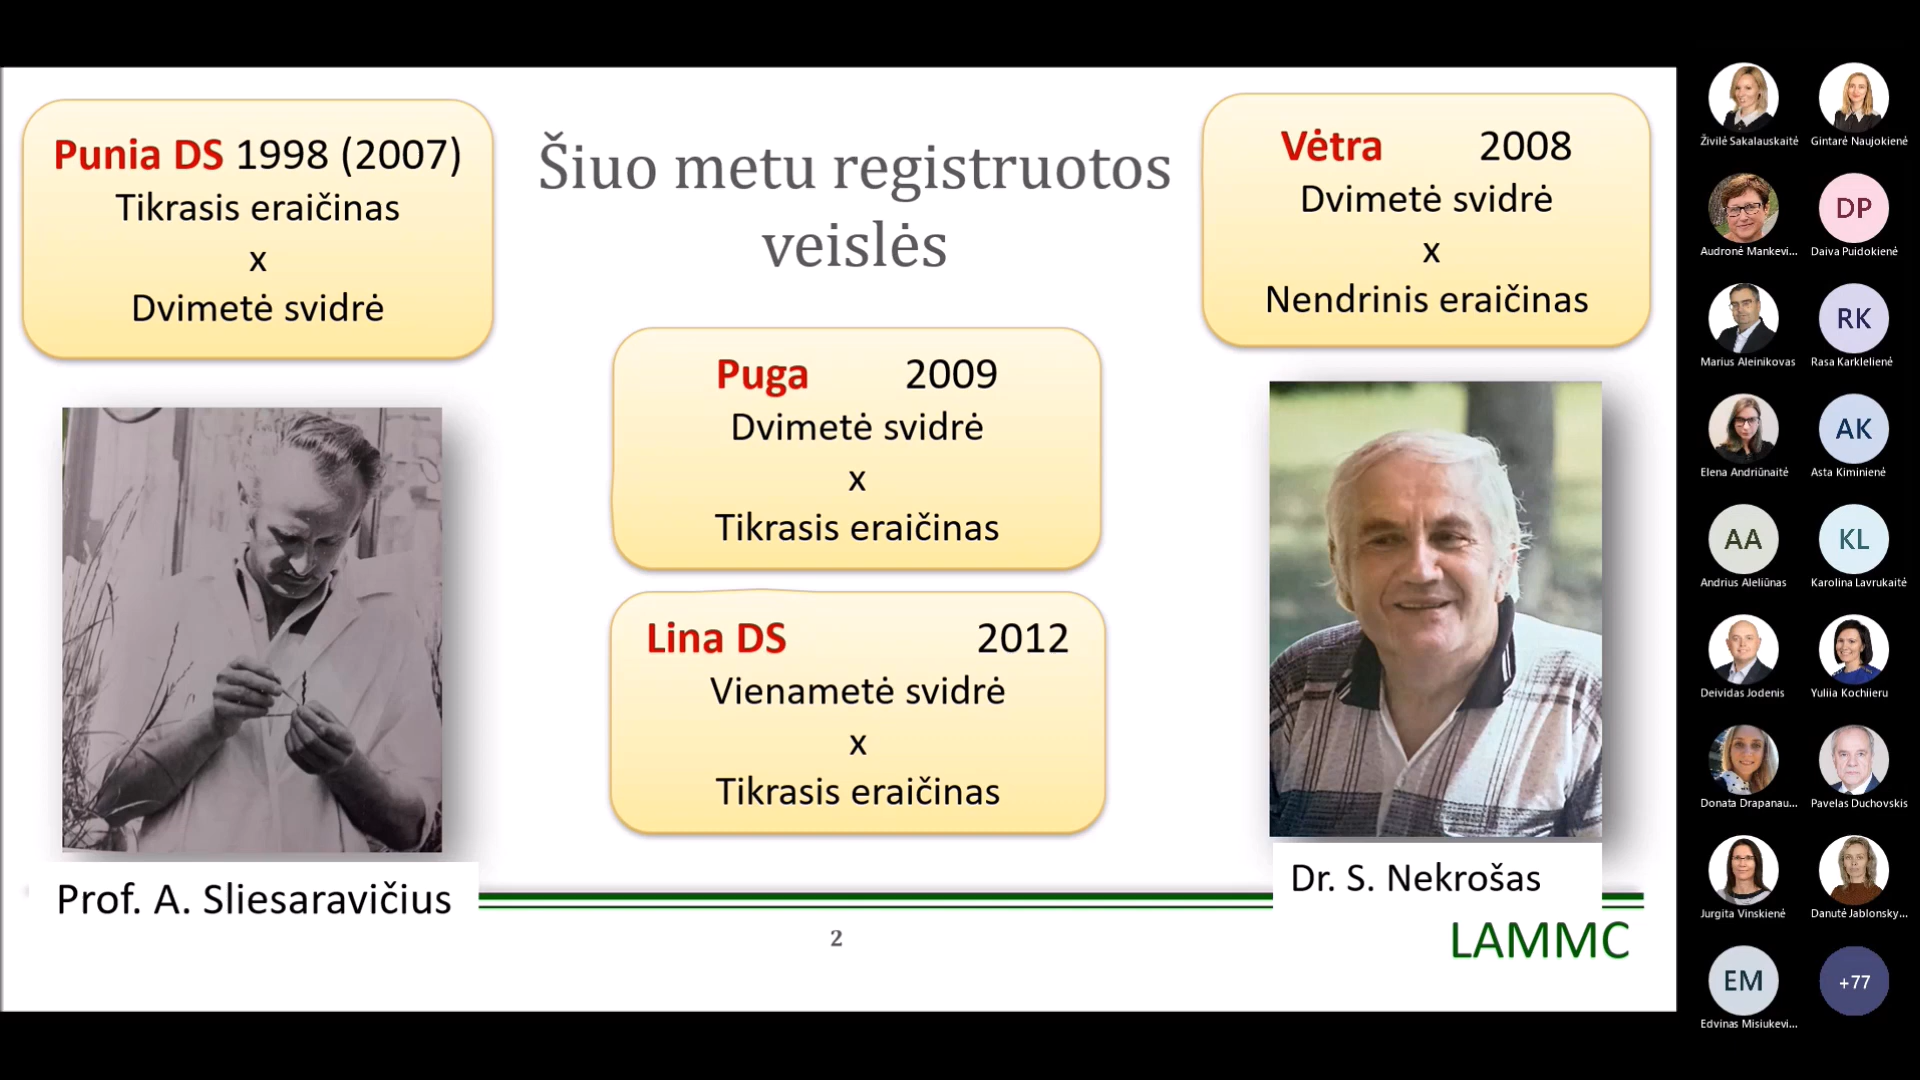 Punia DS 1998 (2007)
Tikrasis eraičinas
x
Dvimetė svidrė
Šiuo metu registruotos
veislės
Vėtra 2008
Dvimetė svidrė
x
Nendrinis eraičinas
Puga 2009
Dvimetė svidrė
x
Tikrasis eraičinas
Lina DS 2012
Vienametė svidrė
x
Tikrasis eraičinas
Prof. A. Sliesaravičius
Dr. S. Nekrošas
2
LAMMC
Živilė Sakalauskaitė
Gintarė Naujokienė
Audronė Mankevi...
DP
Daiva Puidokienė
Marius Aleinikovas
RK
Rasa Karklelienė
Elena Andriūnaitė
AK
Asta Kiminienė
AA
Andrius Aleliūnas
KL
Karolina Lavrukaitė
Deividas Jodenis
Yuliia Kochiieru
Donata Drapanau...
Pavelas Duchovskis
Jurgita Vinskienė
Danutė Jablonsky...
EM
Edvinas Misiukevi...
+77